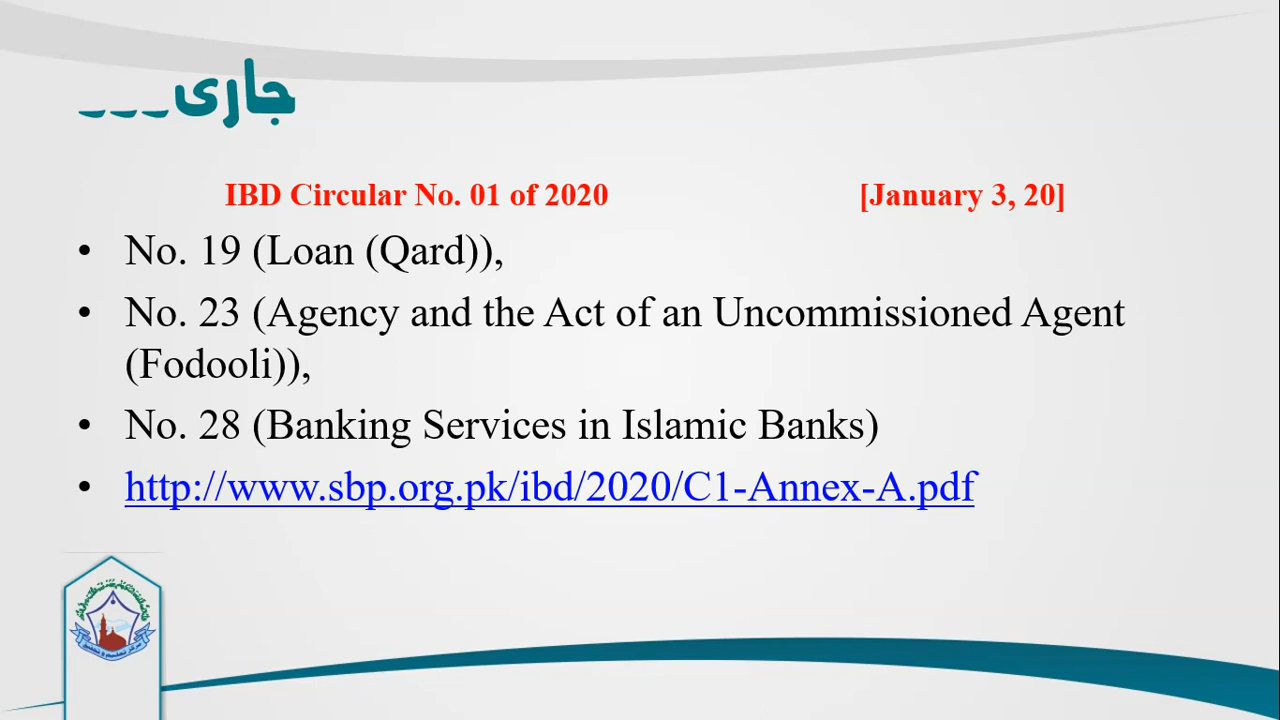 جاری۔۔۔
IBD Circular No. 01 of 2020 [January 3, 20]
• No. 19 (Loan (Qard)),
• No. 23 (Agency and the Act of an Uncommissioned Agent
(Fodooli)),
• No. 28 (Banking Services in Islamic Banks)
• http://www.sbp.org.pk/ibd/2020/C1-Annex-A.pdf